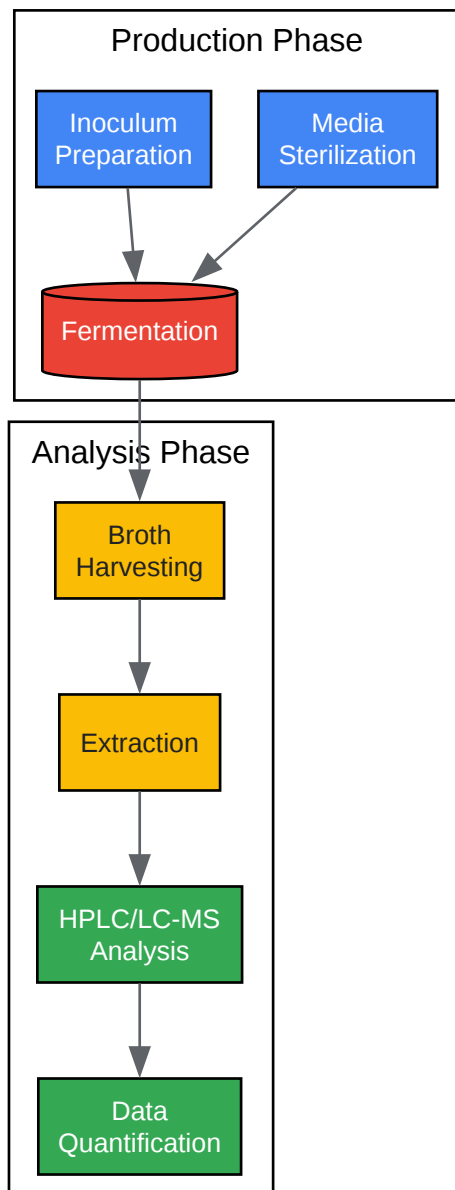 Production Phase
Inoculum
Preparation
Media
Sterilization
Fermentation
Analysis Phase
Broth
Harvesting
Extraction
HPLC/LC-MS
Analysis
Data
Quantification